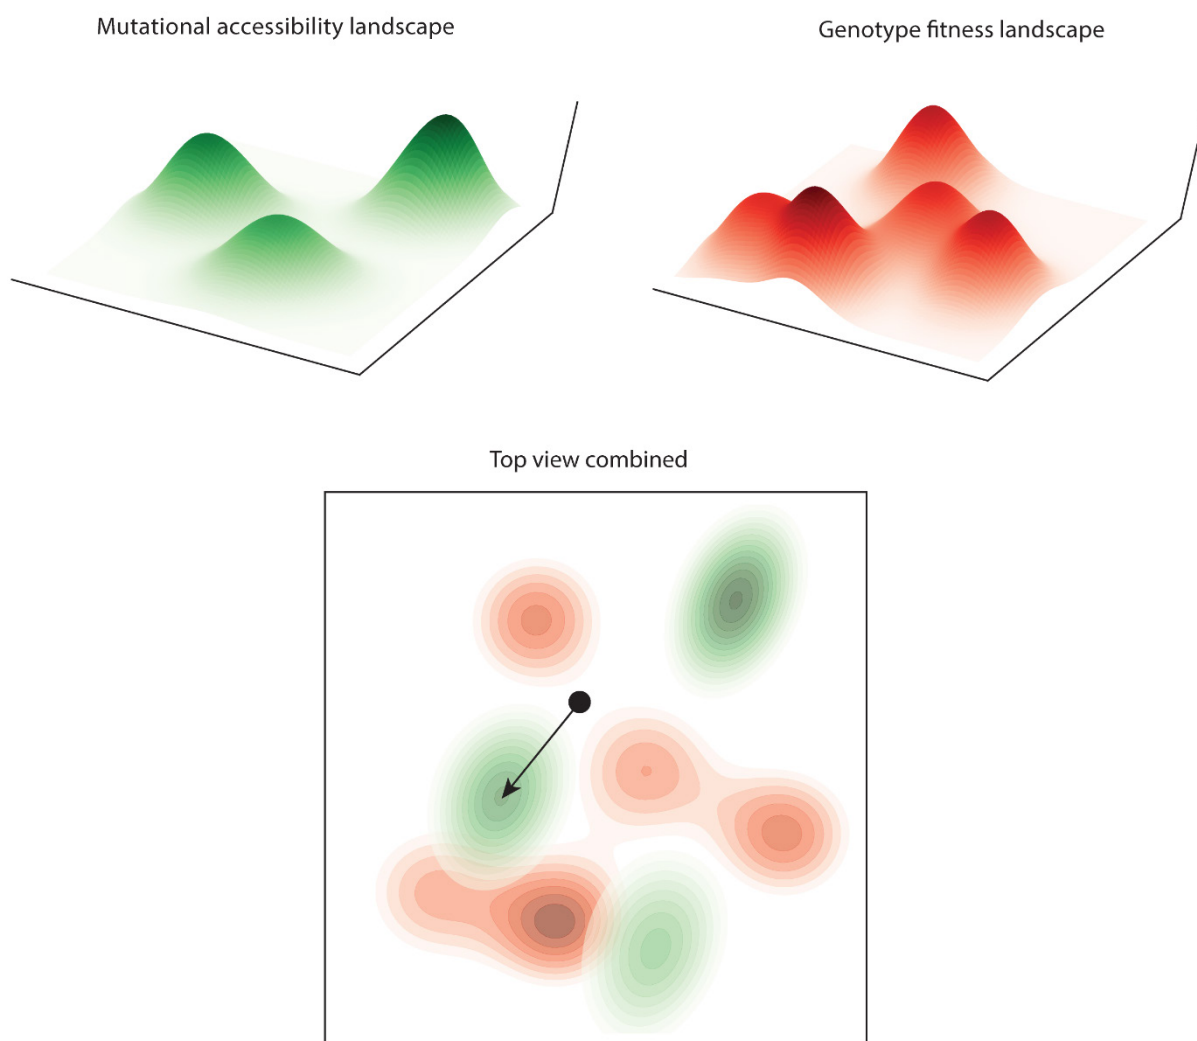 Mutational accessibility landscape
Genotype fitness landscape
Top view combined